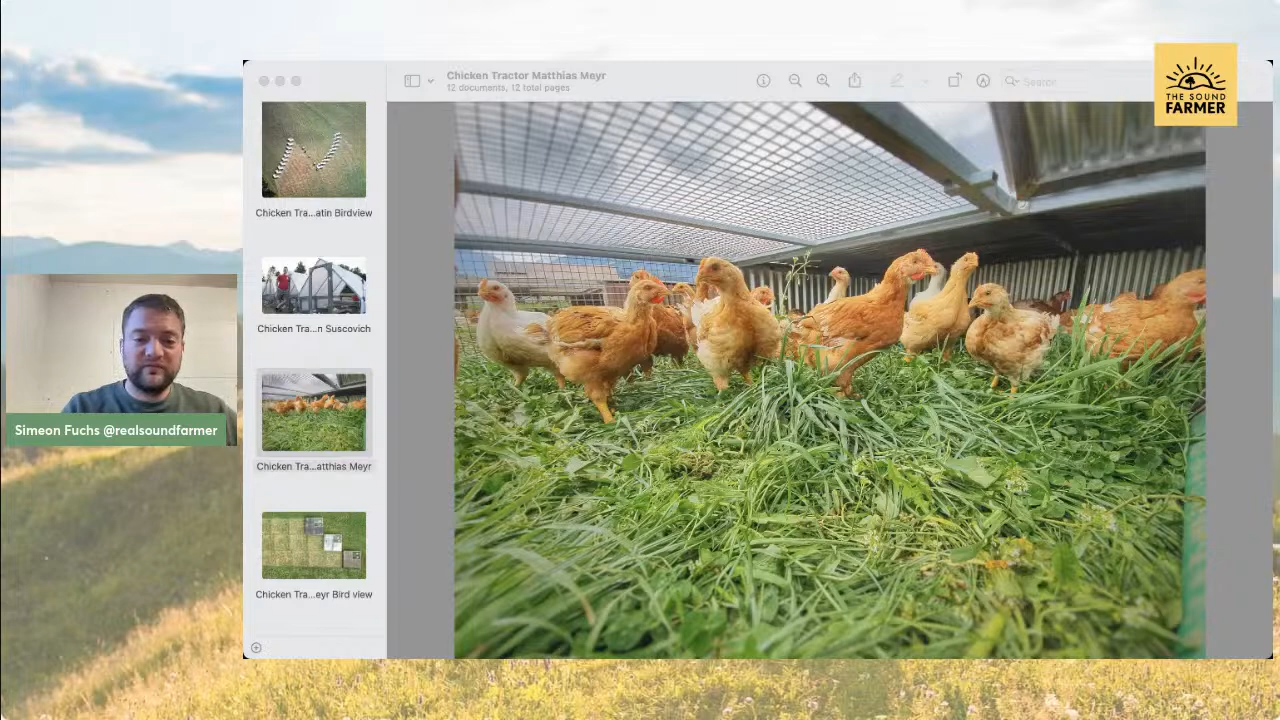 Chicken Tractor Matthias Meyr
12 documents, 12 total pages
Search
THE SOUND
FARMER
Chicken Tra...atin Birdview
Chicken Tra...n Suscovich
Chicken Tra...atthias Meyr
Chicken Tra...eyr Bird view
Simeon Fuchs @realsoundfarmer